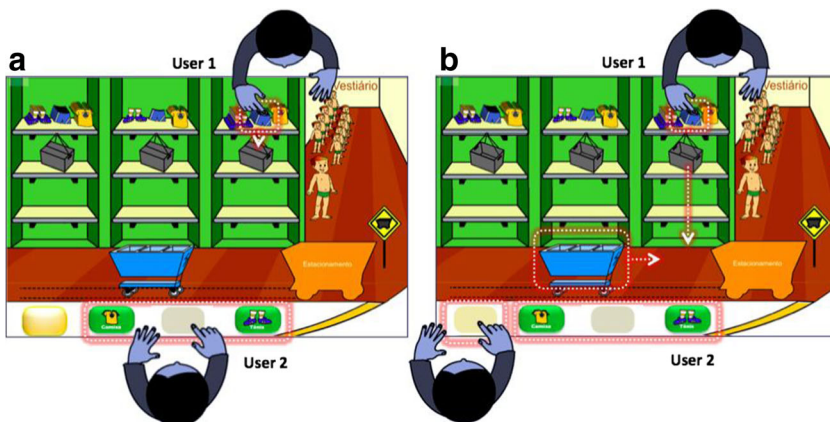 a
User 1
Vestiário
Estacionamento
Camisa
Tênis
User 2
b
User 1
Vestiário
Estacionamento
Camisa
Tênis
User 2